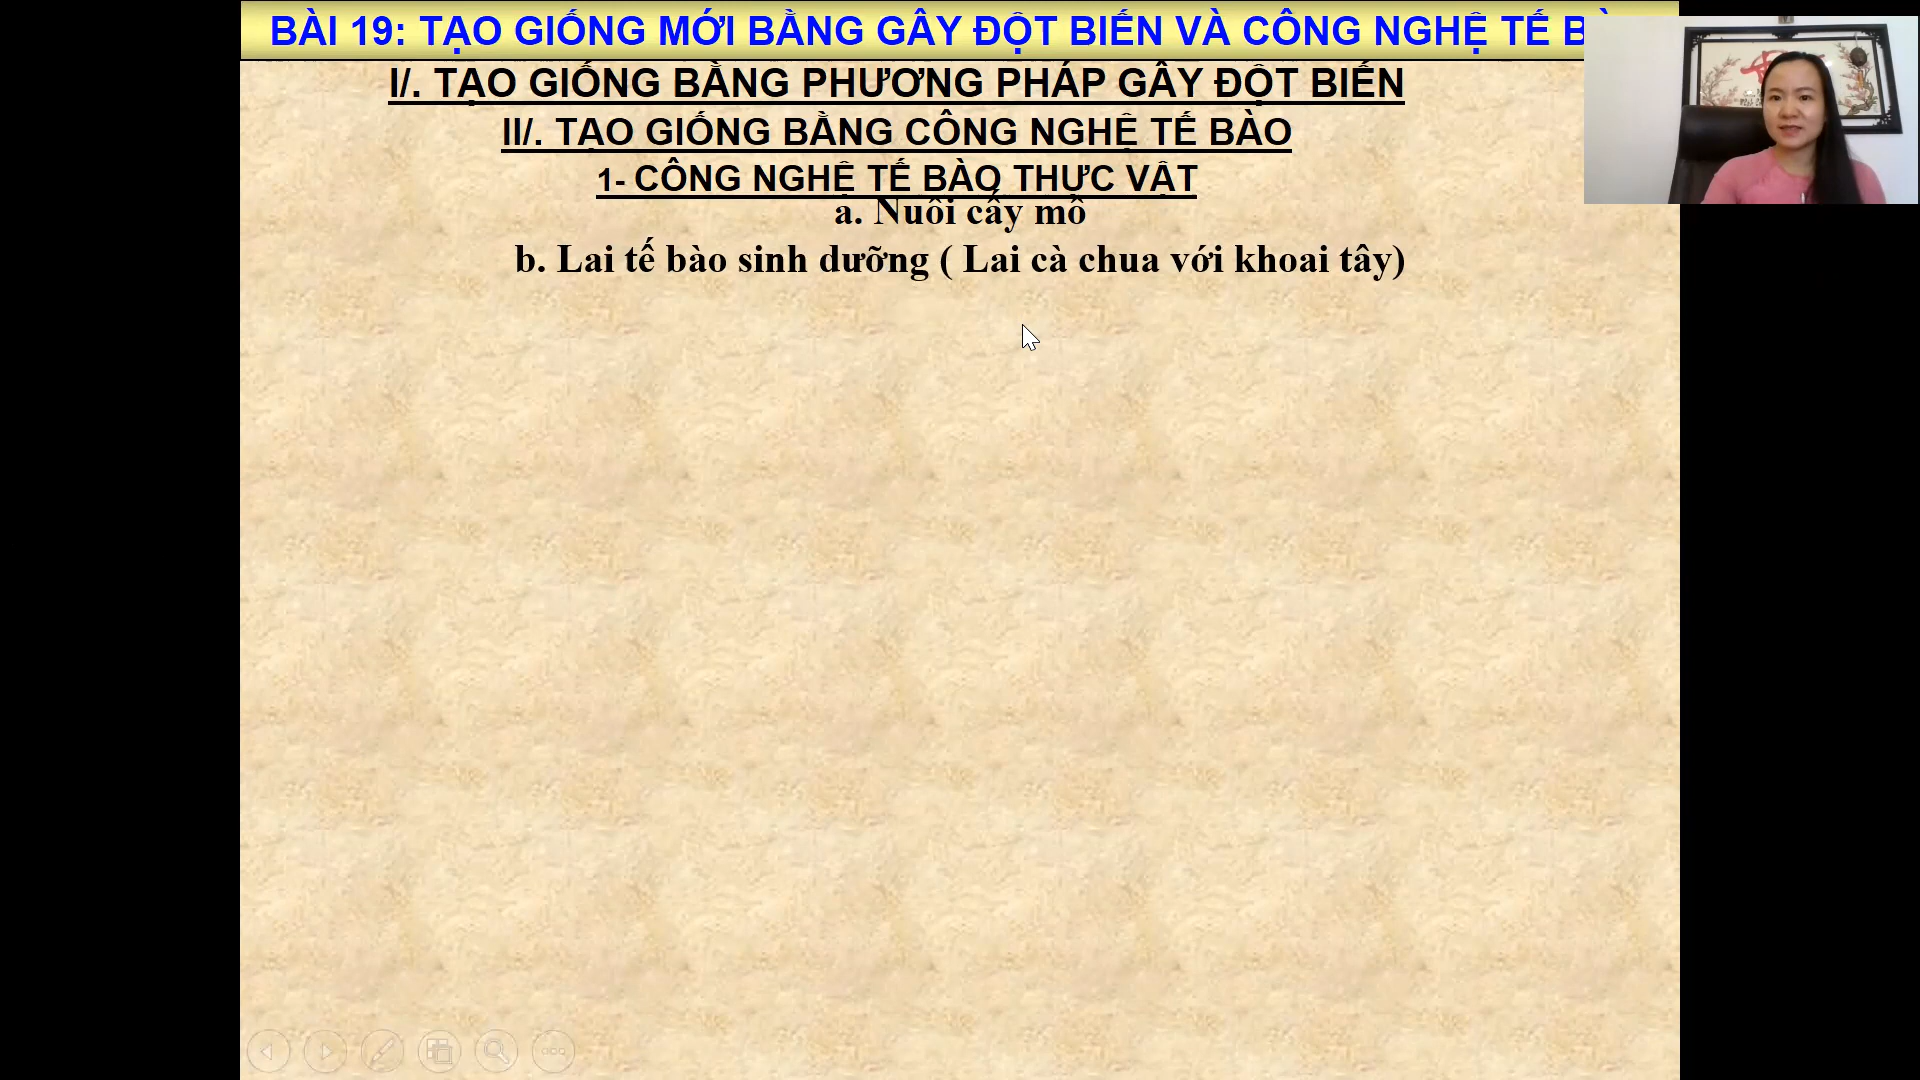 BÀI 19: TẠO GIỐNG MỚI BẰNG GÂY ĐỘT BIẾN VÀ CÔNG NGHỆ TẾ
I/. TẠO GIỐNG BẰNG PHƯƠNG PHÁP GÂY ĐỘT BIẾN
II/. TẠO GIỐNG BẰNG CÔNG NGHỆ TẾ BÀO
1- CÔNG NGHỆ TẾ BÀO THỰC VẬT
a. Nuôi cấy mô
b. Lai tế bào sinh dưỡng ( Lai cà chua với khoai tây)